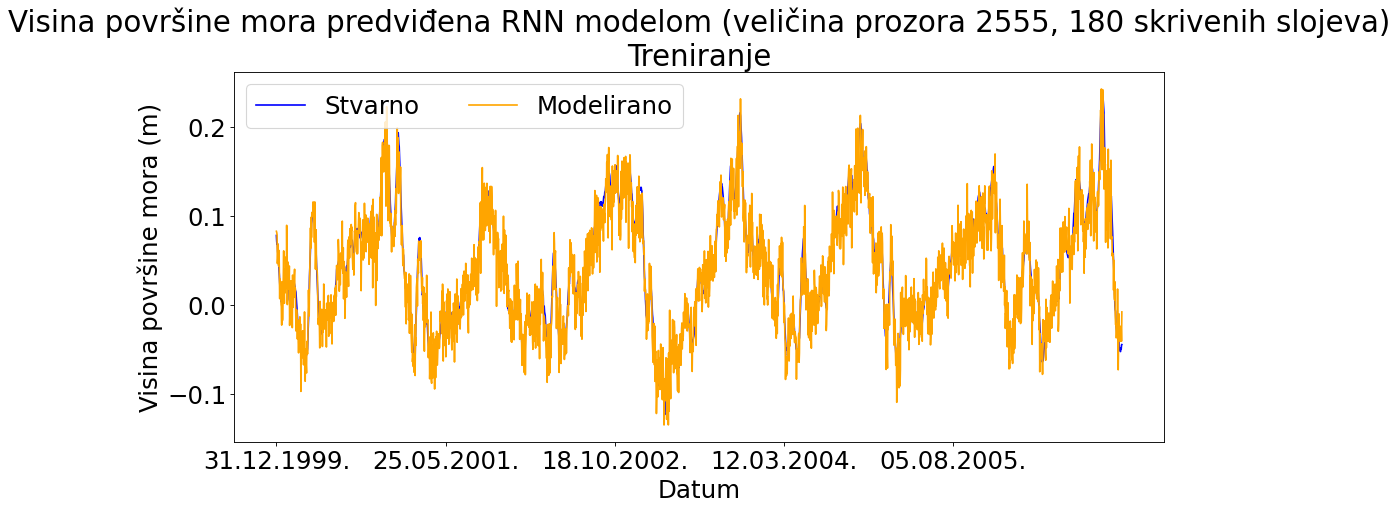 Visina površine mora predviđena RNN modelom (veličina prozora 2555, 180 skrivenih slojeva)
Treniranje
Stvarno Modelirano
Visina površine mora (m)
0.2
0.1
0.0
−0.1
31.12.1999. 25.05.2001. 18.10.2002. 12.03.2004. 05.08.2005.
Datum